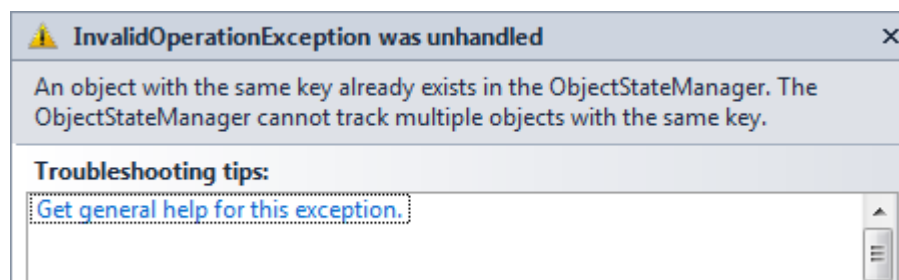 InvalidOperationException was unhandled
An object with the same key already exists in the ObjectStateManager. The
ObjectStateManager cannot track multiple objects with the same key.
Troubleshooting tips:
Get general help for this exception.